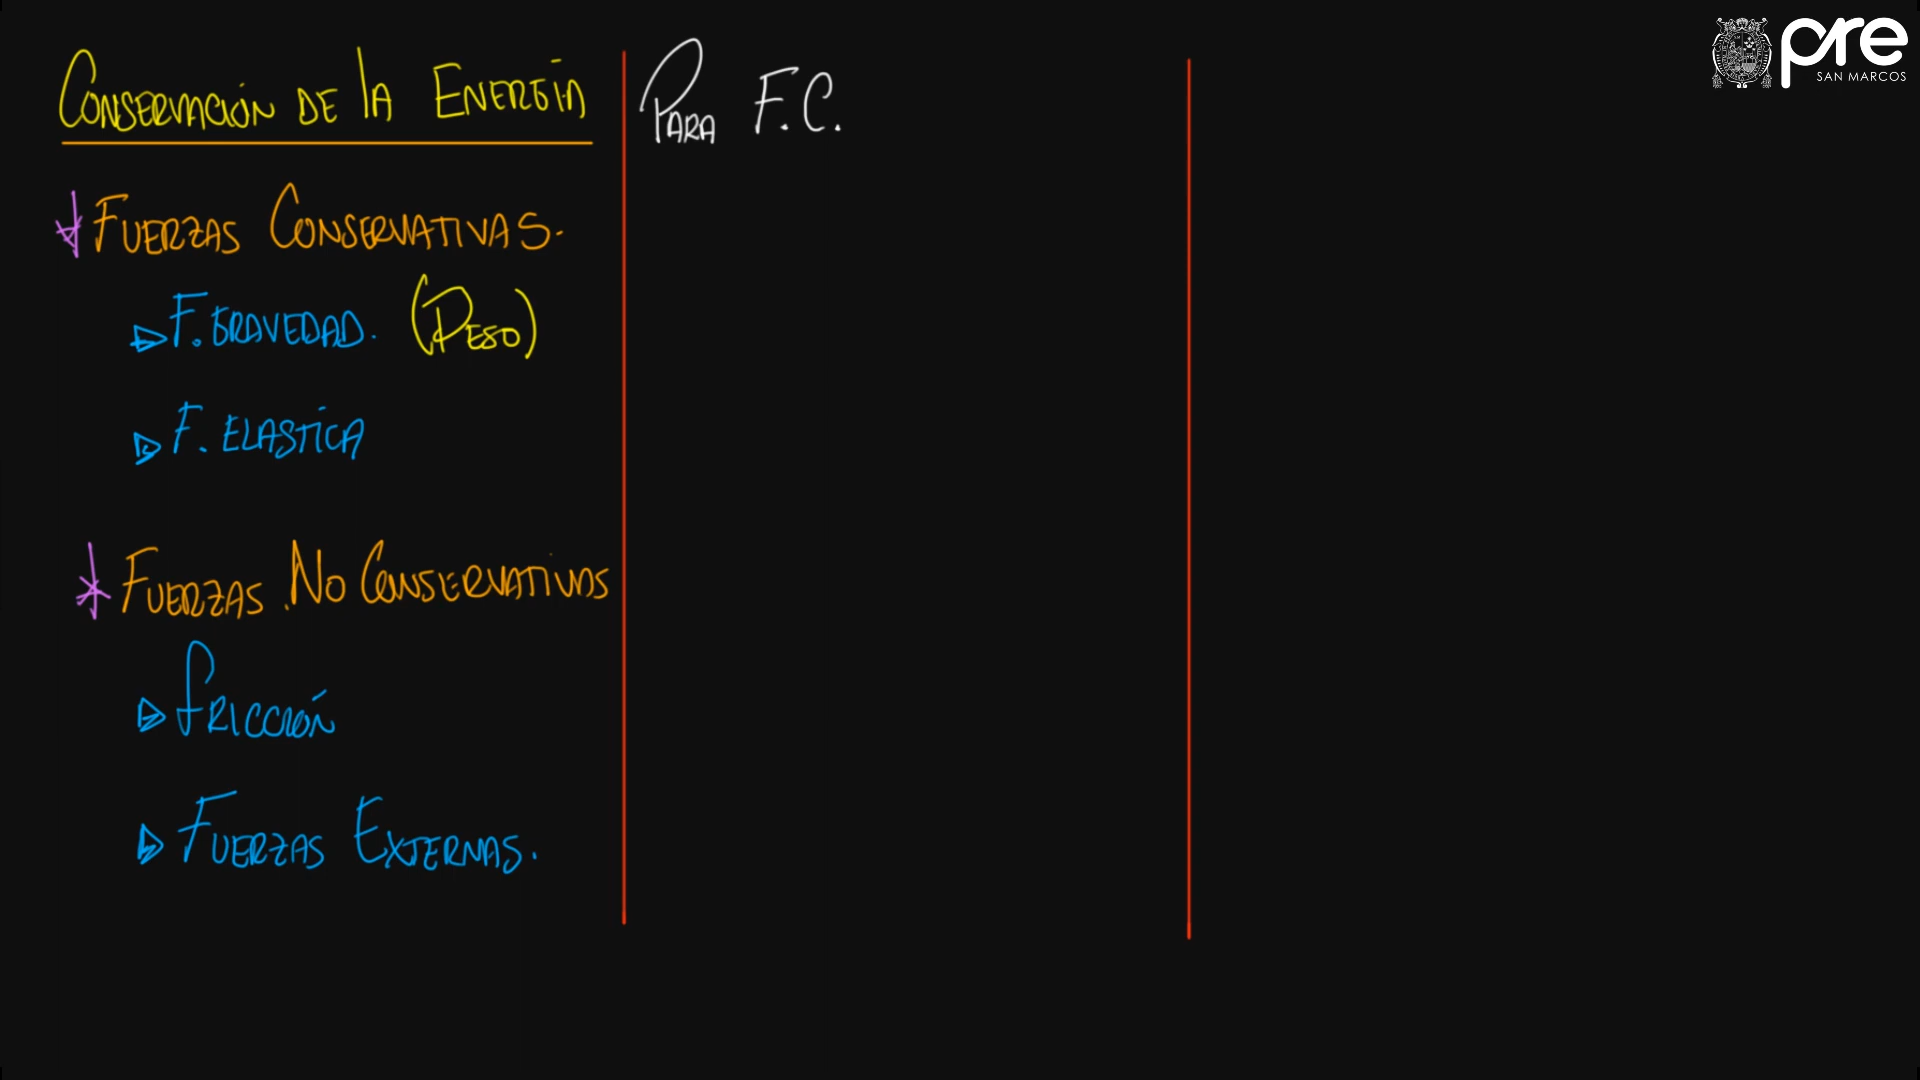 CONSERVACIÓN DE LA ENERGÍA
FUERZAS CONSERVATIVAS.
F. GRAVEDAD. (PESO)
F. ELASTICA
FUERZAS NO CONSERVATIVAS
FRICCIÓN
FUERZAS EXTERNAS.
PARA F.C.
pre
SAN MARCOS